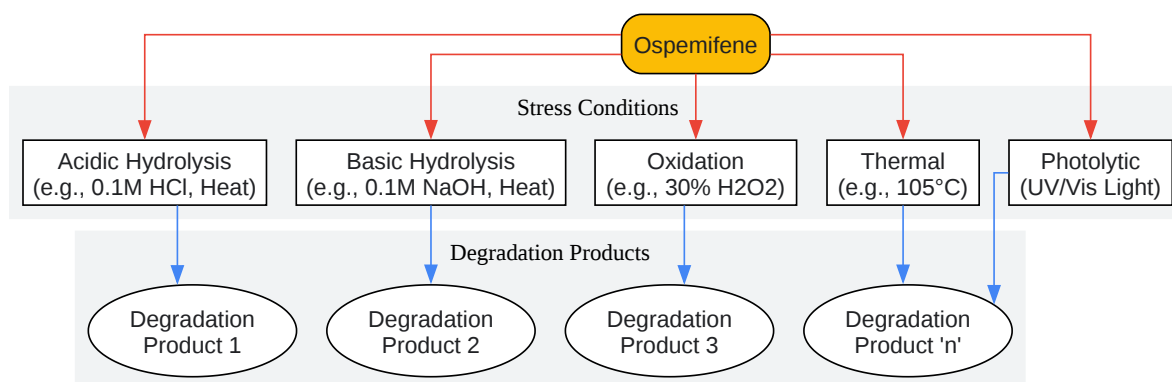 Ospemifene
Stress Conditions
Acidic Hydrolysis
(e.g., 0.1M HCl, Heat)
Basic Hydrolysis
(e.g., 0.1M NaOH, Heat)
Oxidation
(e.g., 30% H2O2)
Thermal
(e.g., 105°C)
Photolytic
(UV/Vis Light)
Degradation Products
Degradation
Product 1
Degradation
Product 2
Degradation
Product 3
Degradation
Product 'n'